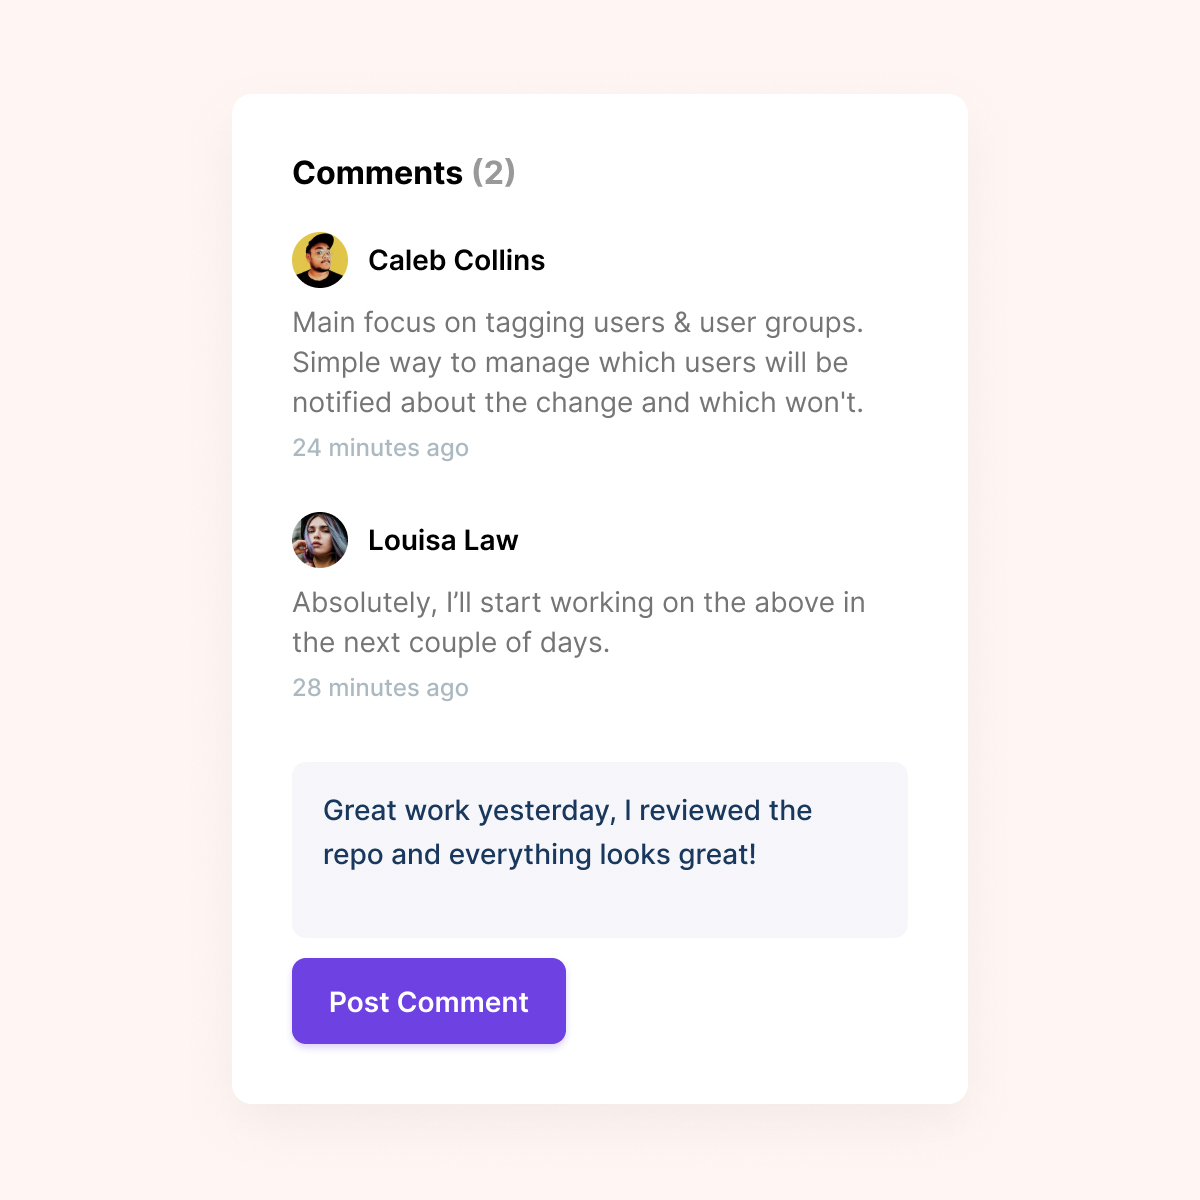 Comments (2)
Caleb Collins
Main focus on tagging users & user groups.
Simple way to manage which users will be
notified about the change and which won't.
24 minutes ago
Louisa Law
Absolutely, I’ll start working on the above in
the next couple of days.
28 minutes ago
Great work yesterday, I reviewed the
repo and everything looks great!
Post Comment